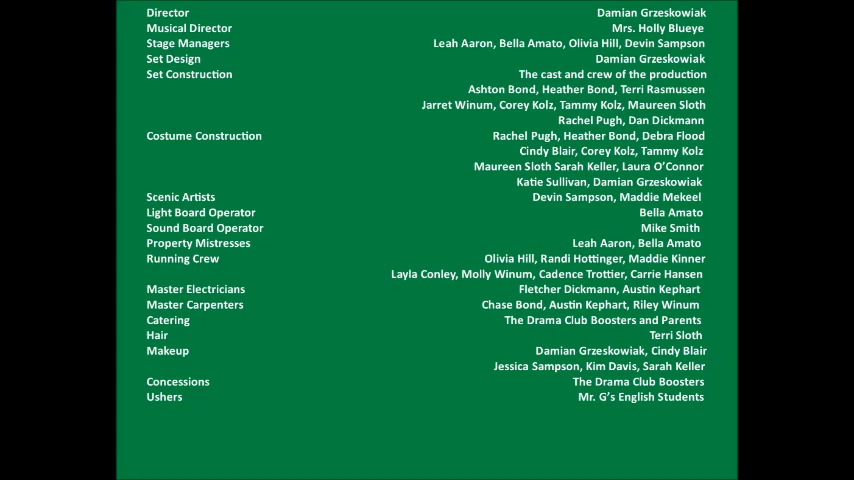 Director Damian Grzeskowiak
Musical Director Mrs. Holly Blueye
Stage Managers Leah Aaron, Bella Amato, Olivia Hill, Devin Sampson
Set Design Damian Grzeskowiak
Set Construction The cast and crew of the production
Ashton Bond, Heather Bond, Terri Rasmussen
Jarret Winum, Corey Kolz, Tammy Kolz, Maureen Sloth
Rachel Pugh, Dan Dickmann
Costume Construction Rachel Pugh, Heather Bond, Debra Flood
Cindy Blair, Corey Kolz, Tammy Kolz
Maureen Sloth Sarah Keller, Laura O’Connor
Katie Sullivan, Damian Grzeskowiak
Scenic Artists Devin Sampson, Maddie Mekeel
Light Board Operator Bella Amato
Sound Board Operator Mike Smith
Property Mistresses Leah Aaron, Bella Amato
Running Crew Olivia Hill, Randi Hottinger, Maddie Kinner
Layla Conley, Molly Winum, Cadence Trottier, Carrie Hansen
Master Electricians Fletcher Dickmann, Austin Kephart
Master Carpenters Chase Bond, Austin Kephart, Riley Winum
Catering The Drama Club Boosters and Parents
Hair Terri Sloth
Makeup Damian Grzeskowiak, Cindy Blair
Jessica Sampson, Kim Davis, Sarah Keller
Concessions The Drama Club Boosters
Ushers Mr. G’s English Students